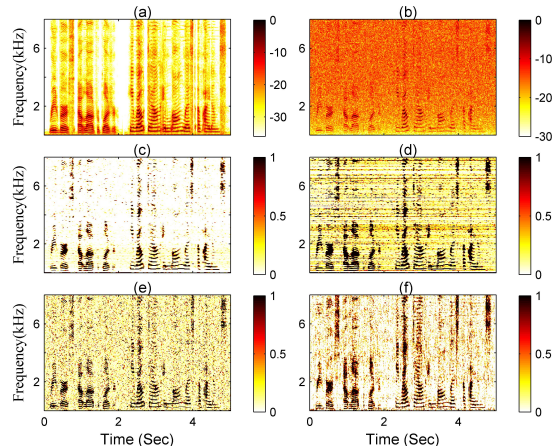 (a) (b)
Frequency(kHz) 6 2 0 -10 -20 -30 6 2 0 -10 -20 -30
(c) (d)
Frequency(kHz) 6 2 1 0.5 0 6 2 1 0.5 0
(e) (f)
Frequency(kHz) 6 2 1 0.5 0 6 2 1 0.5 0
0 2 4 0 2 4
Time (Sec) Time (Sec)